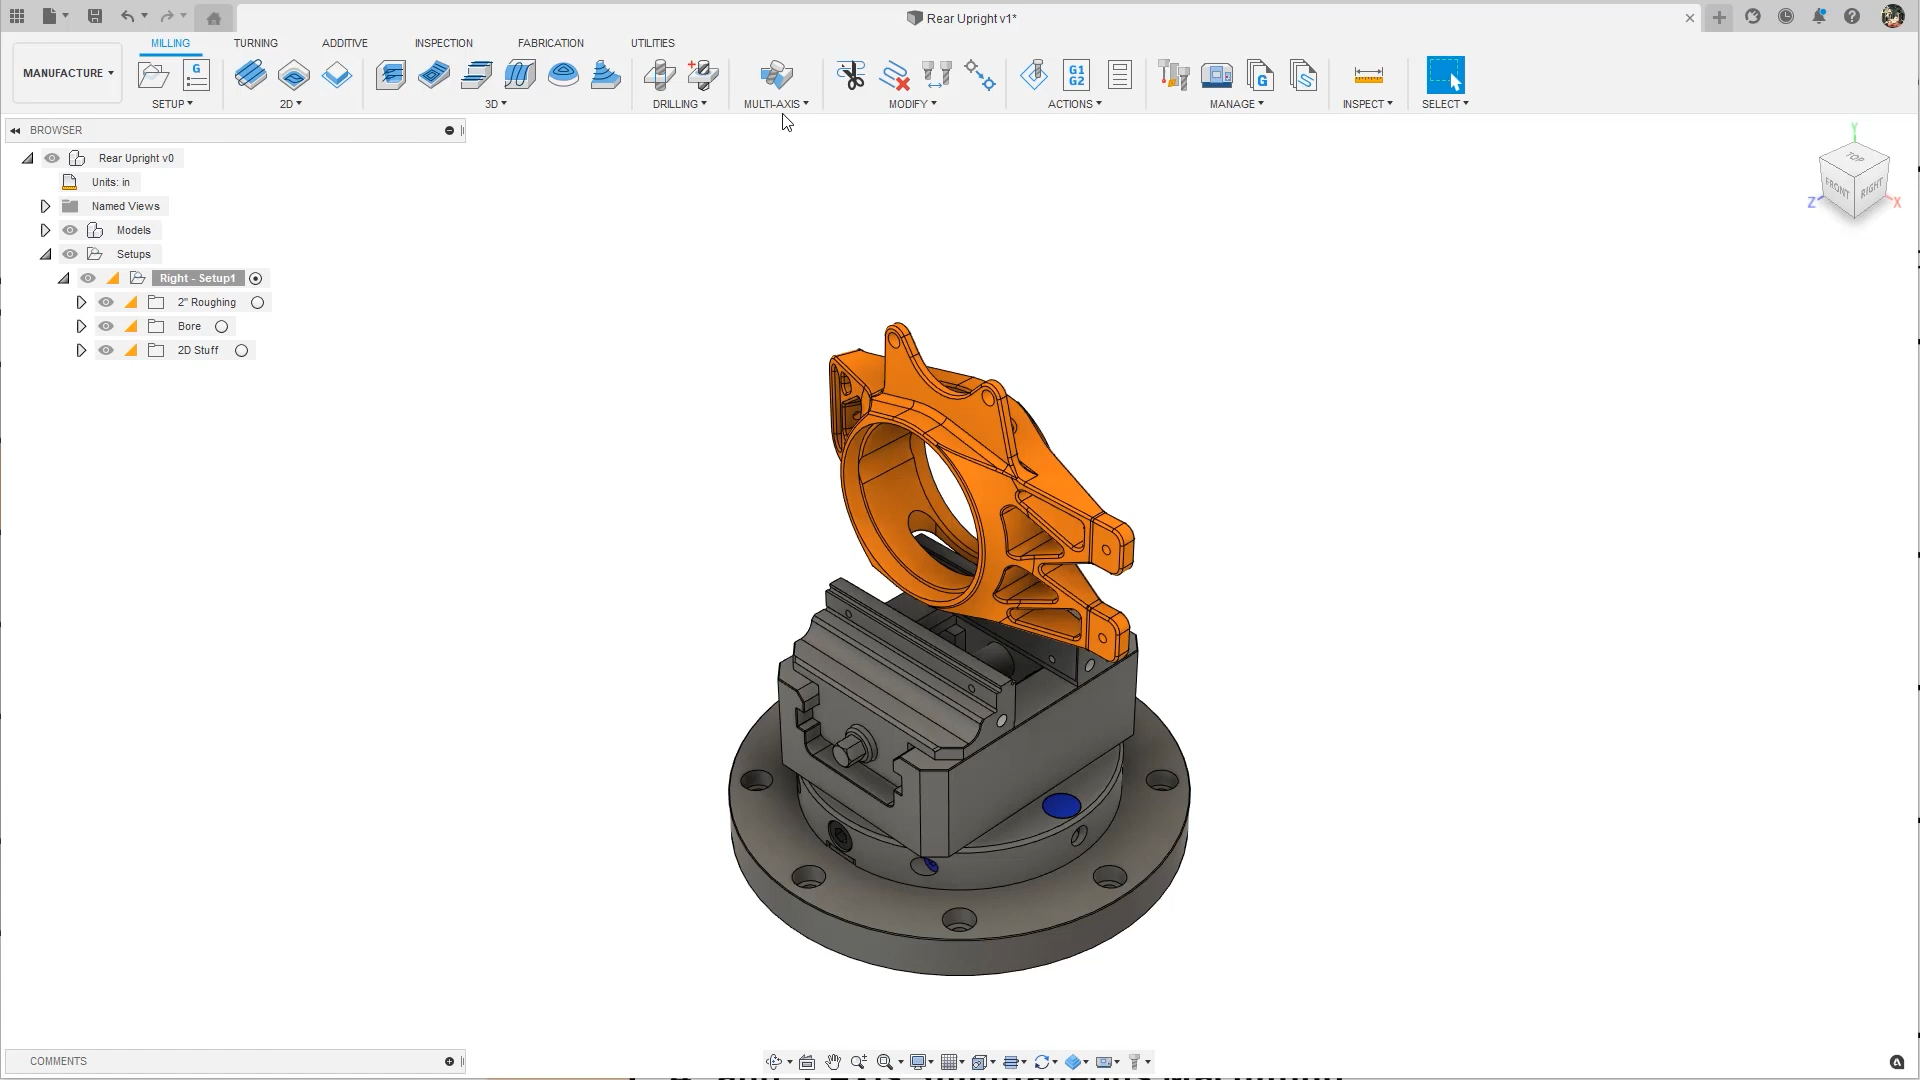 Rear Upright v1*
MILLING TURNING ADDITIVE INSPECTION FABRICATION UTILITIES
MANUFACTURE
G
G1
G2
G
SETUP 2D 3D DRILLING MULTI-AXIS MODIFY ACTIONS MANAGE INSPECT SELECT
BROWSER
Rear Upright v0
Units: in
Named Views
Models
Setups
Right - Setup1
2" Roughing
Bore
2D Stuff
Y
TOP
FRONT
RIGHT
Z
X
COMMENTS